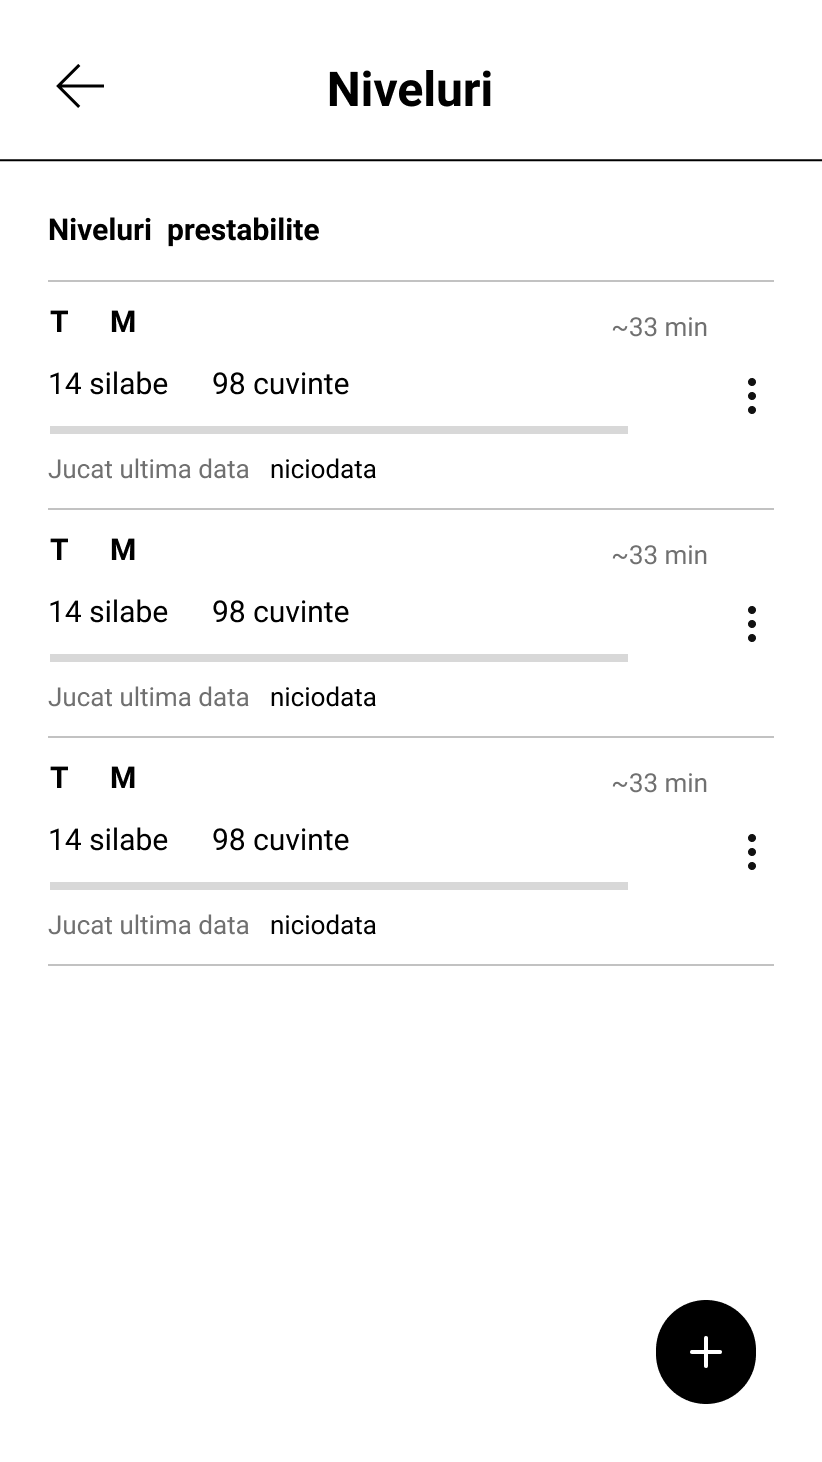 Niveluri
Niveluri prestabilite
T M
~33 min
14 silabe 98 cuvinte
Jucat ultima data niciodata
T M
~33 min
14 silabe 98 cuvinte
Jucat ultima data niciodata
T M
~33 min
14 silabe 98 cuvinte
Jucat ultima data niciodata